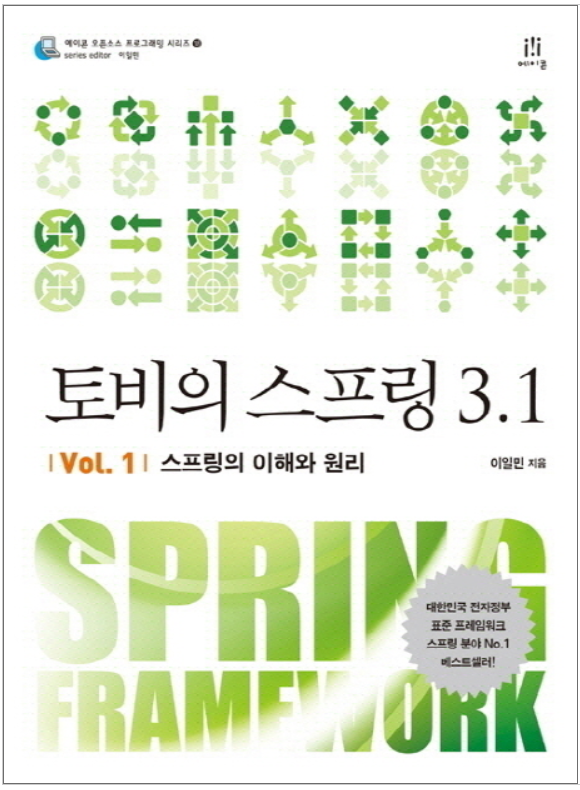 에이콘 오픈소스 프로그래밍 시리즈
series editor 이일민
에이콘
토비의 스프링 3.1
Vol. 1 스프링의 이해와 원리
이일민 지음
SPRING
FRAMEWORK
대한민국 전자정부
표준 프레임워크
스프링 분야 No.1
베스트셀러!